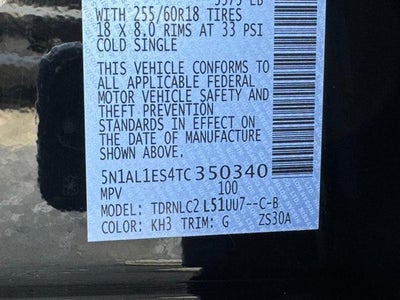 WITH 255/60R18 TIRES
18 X 8.0 RIMS AT 33 PSI
COLD SINGLE
THIS VEHICLE CONFORMS TO
ALL APPLICABLE FEDERAL
MOTOR VEHICLE SAFETY AND
THEFT PREVENTION
STANDARDS IN EFFECT ON
THE DATE OF MANUFACTURE
SHOWN ABOVE.
5N1AL1ES4TC350340
MPV 100
MODEL: TDRNLC2 L51UU7--C-B
COLOR: KH3 TRIM: G ZS30A